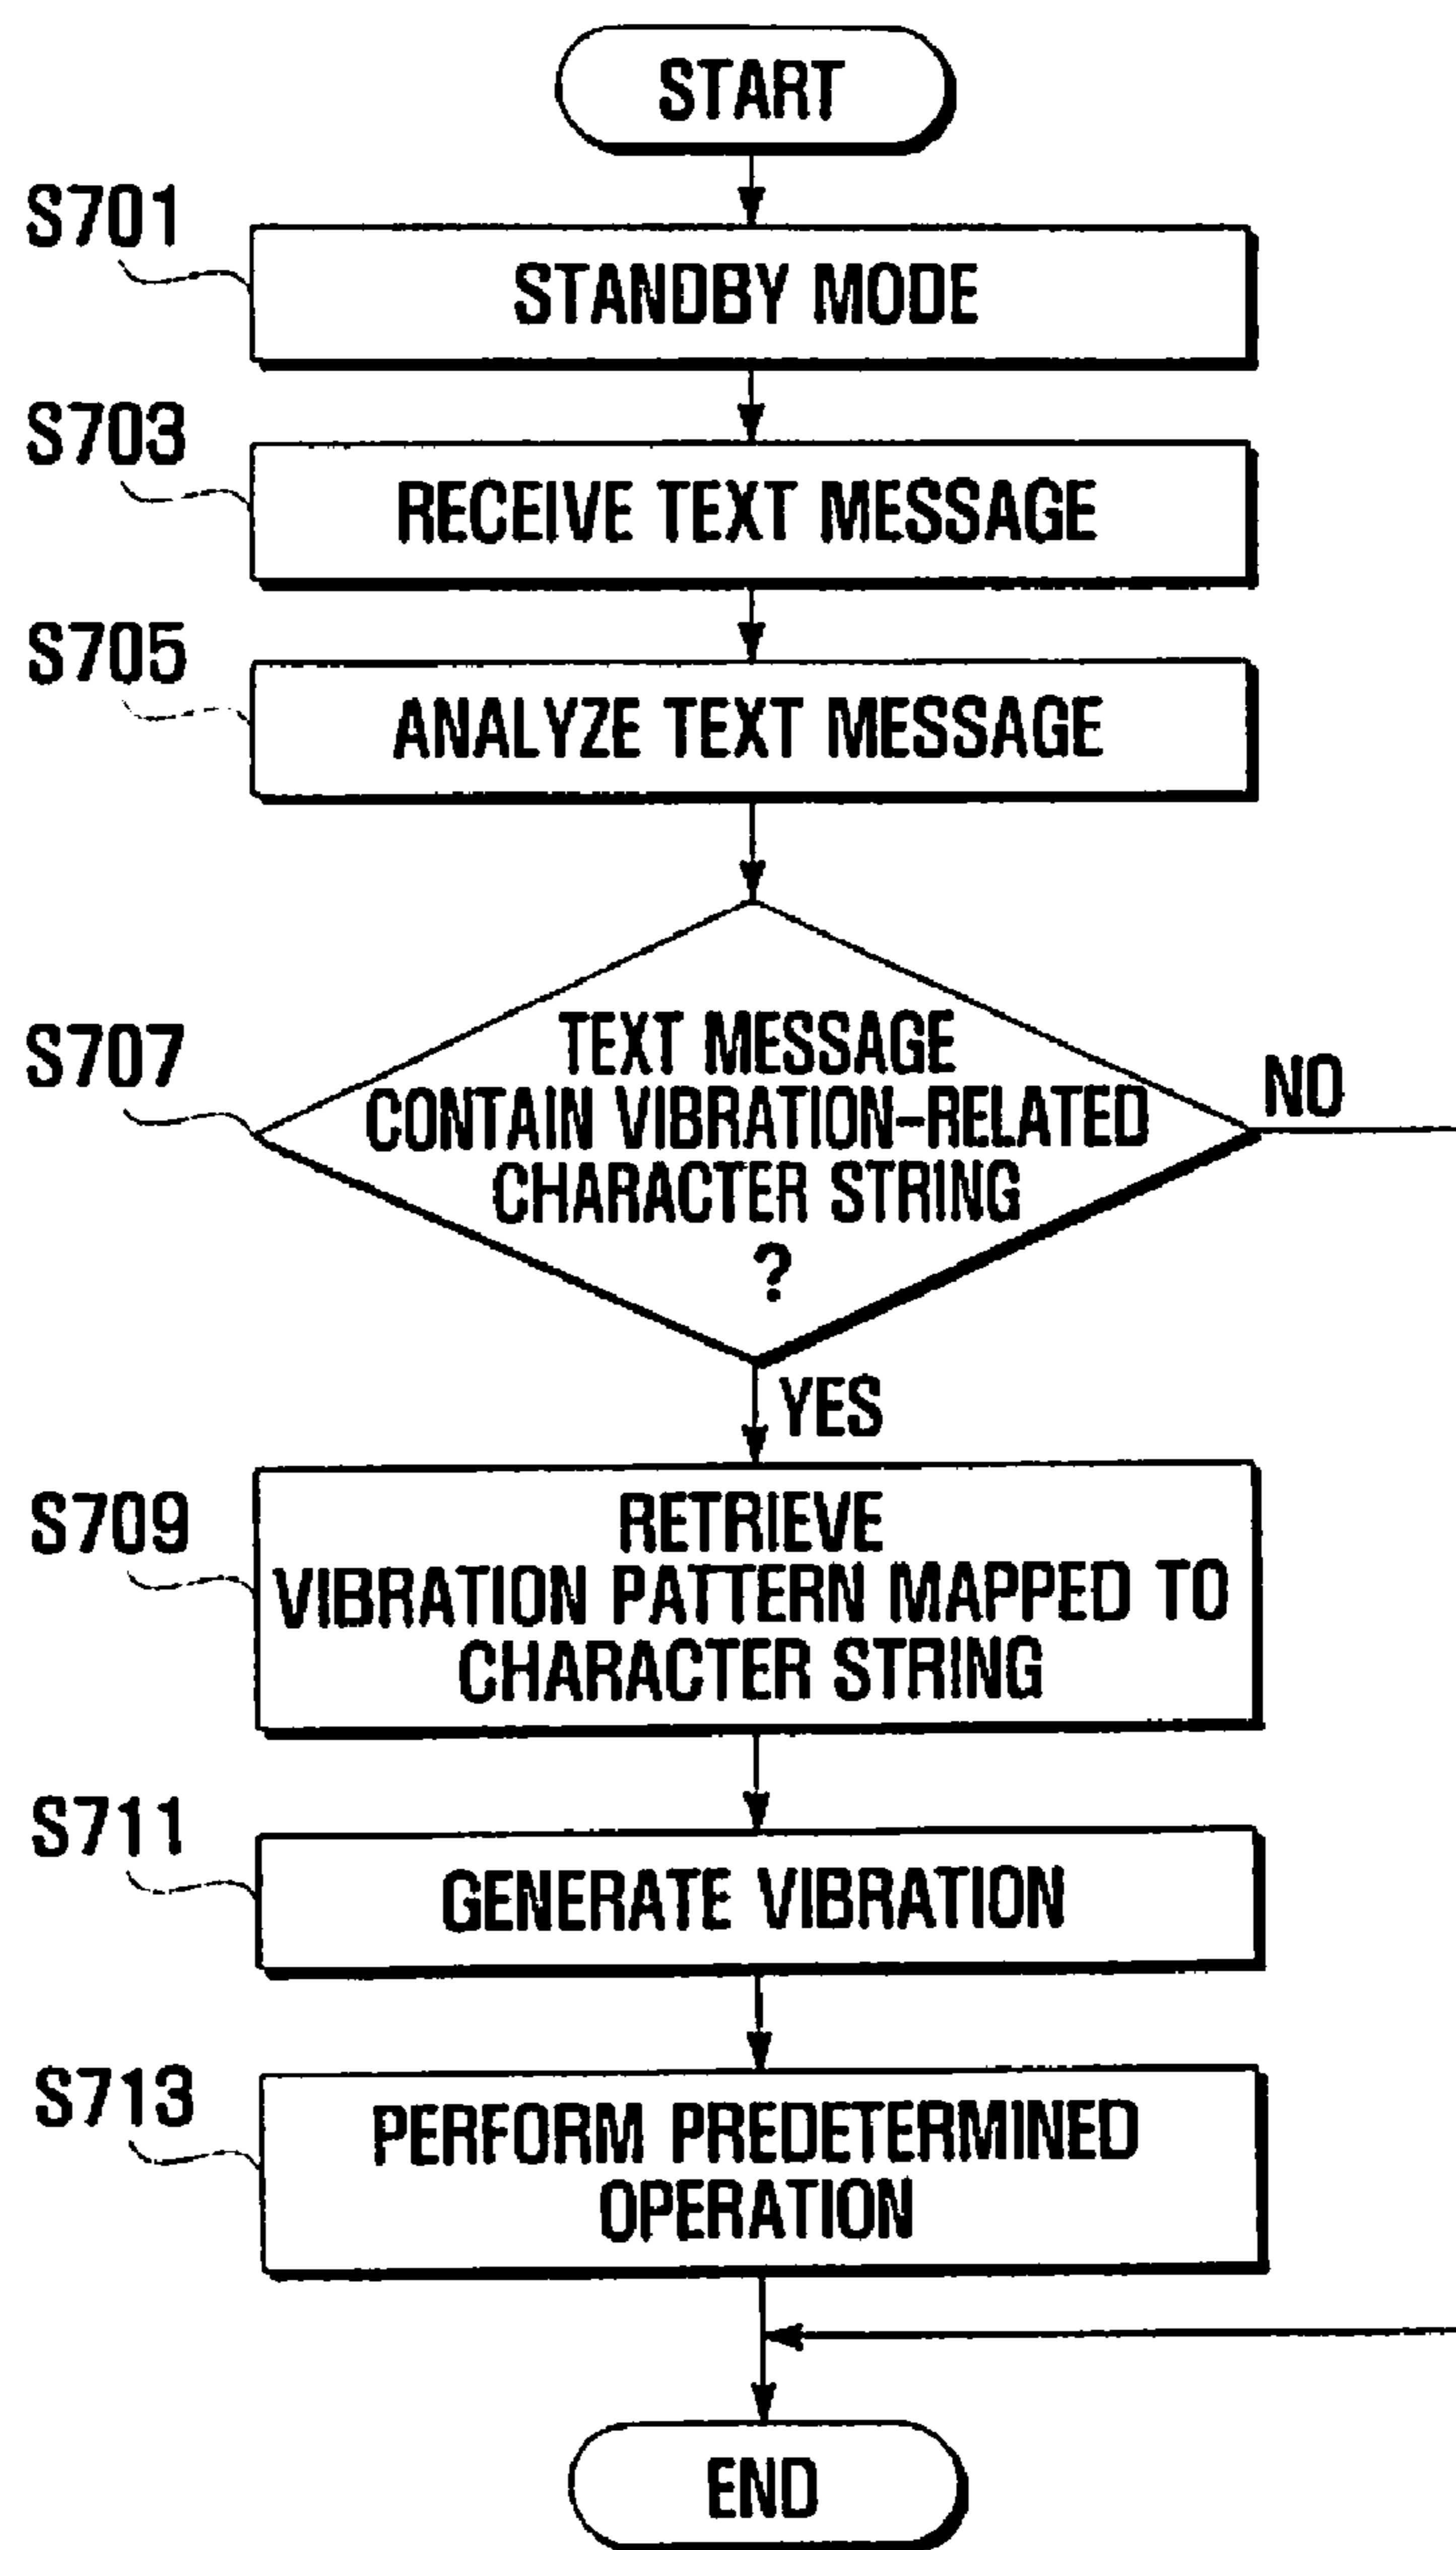 START
S701
STANDBY MODE
S703
RECEIVE TEXT MESSAGE
S705
ANALYZE TEXT MESSAGE
S707
TEXT MESSAGE
CONTAIN VIBRATION-RELATED
CHARACTER STRING
?
NO
YES
S709
RETRIEVE
VIBRATION PATTERN MAPPED TO
CHARACTER STRING
S711
GENERATE VIBRATION
S713
PERFORM PREDETERMINED
OPERATION
END